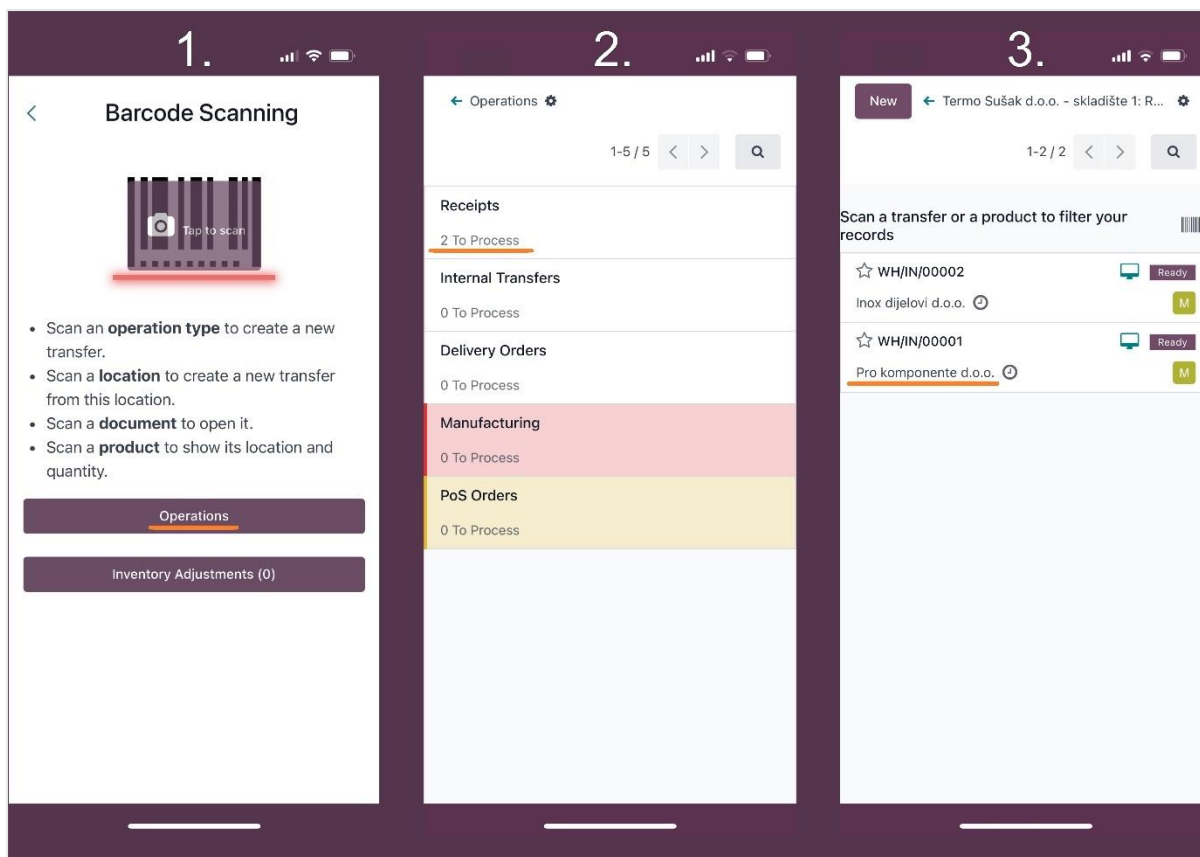 1.
Barcode Scanning
Tap to scan
• Scan an operation type to create a new
transfer.
• Scan a location to create a new transfer
from this location.
• Scan a document to open it.
• Scan a product to show its location and
quantity.
Operations
Inventory Adjustments (0)
2.
Operations
1-5 / 5
Receipts
2 To Process
Internal Transfers
0 To Process
Delivery Orders
0 To Process
Manufacturing
0 To Process
PoS Orders
0 To Process
3.
New
Termo Sušak d.o.o. - skladište 1: R...
1-2 / 2
Scan a transfer or a product to filter your
records
WH/IN/00002 Ready
Inox dijelovi d.o.o. M
WH/IN/00001 Ready
Pro komponente d.o.o. M